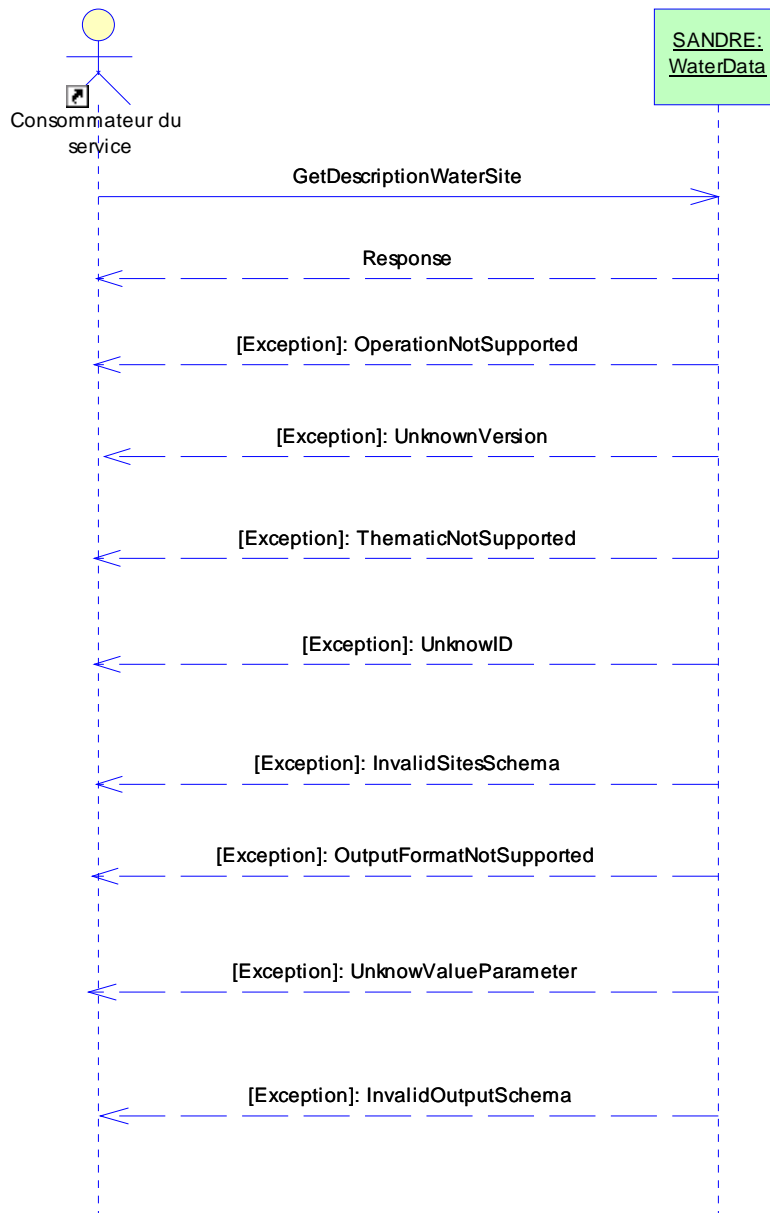 SANDRE:
WaterData
Consommateur du
service
GetDescriptionWaterSite
Response
[Exception]: OperationNotSupported
[Exception]: UnknownVersion
[Exception]: ThematicNotSupported
[Exception]: UnknowID
[Exception]: InvalidSitesSchema
[Exception]: OutputFormatNotSupported
[Exception]: UnknowValueParameter
[Exception]: InvalidOutputSchema